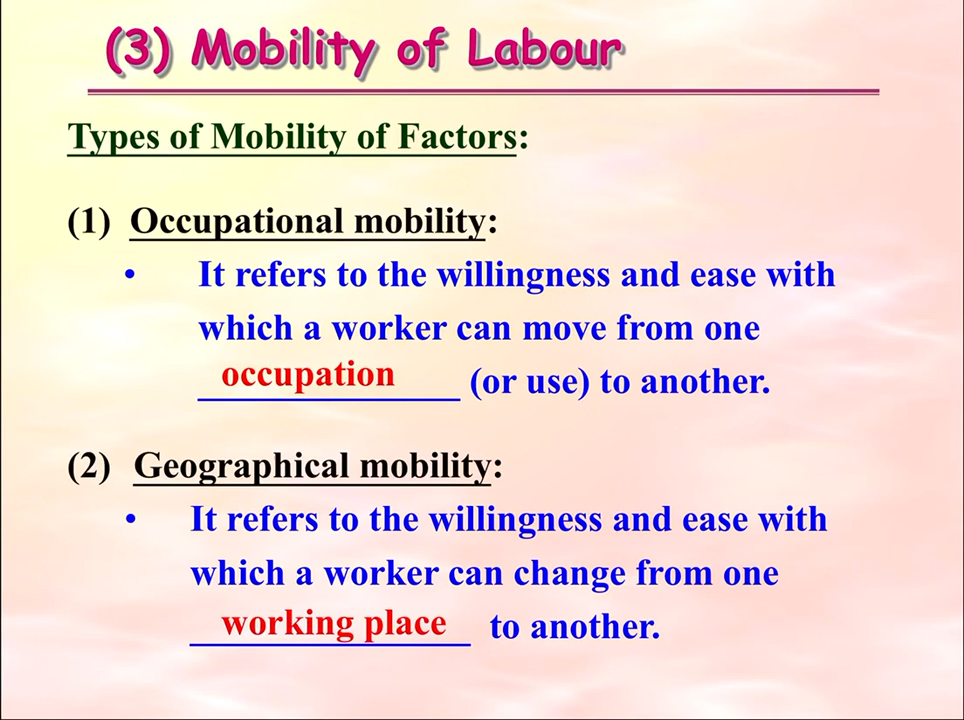 (3) Mobility of Labour
Types of Mobility of Factors:
(1) Occupational mobility:
• It refers to the willingness and ease with
which a worker can move from one
occupation (or use) to another.
(2) Geographical mobility:
• It refers to the willingness and ease with
which a worker can change from one
working place to another.